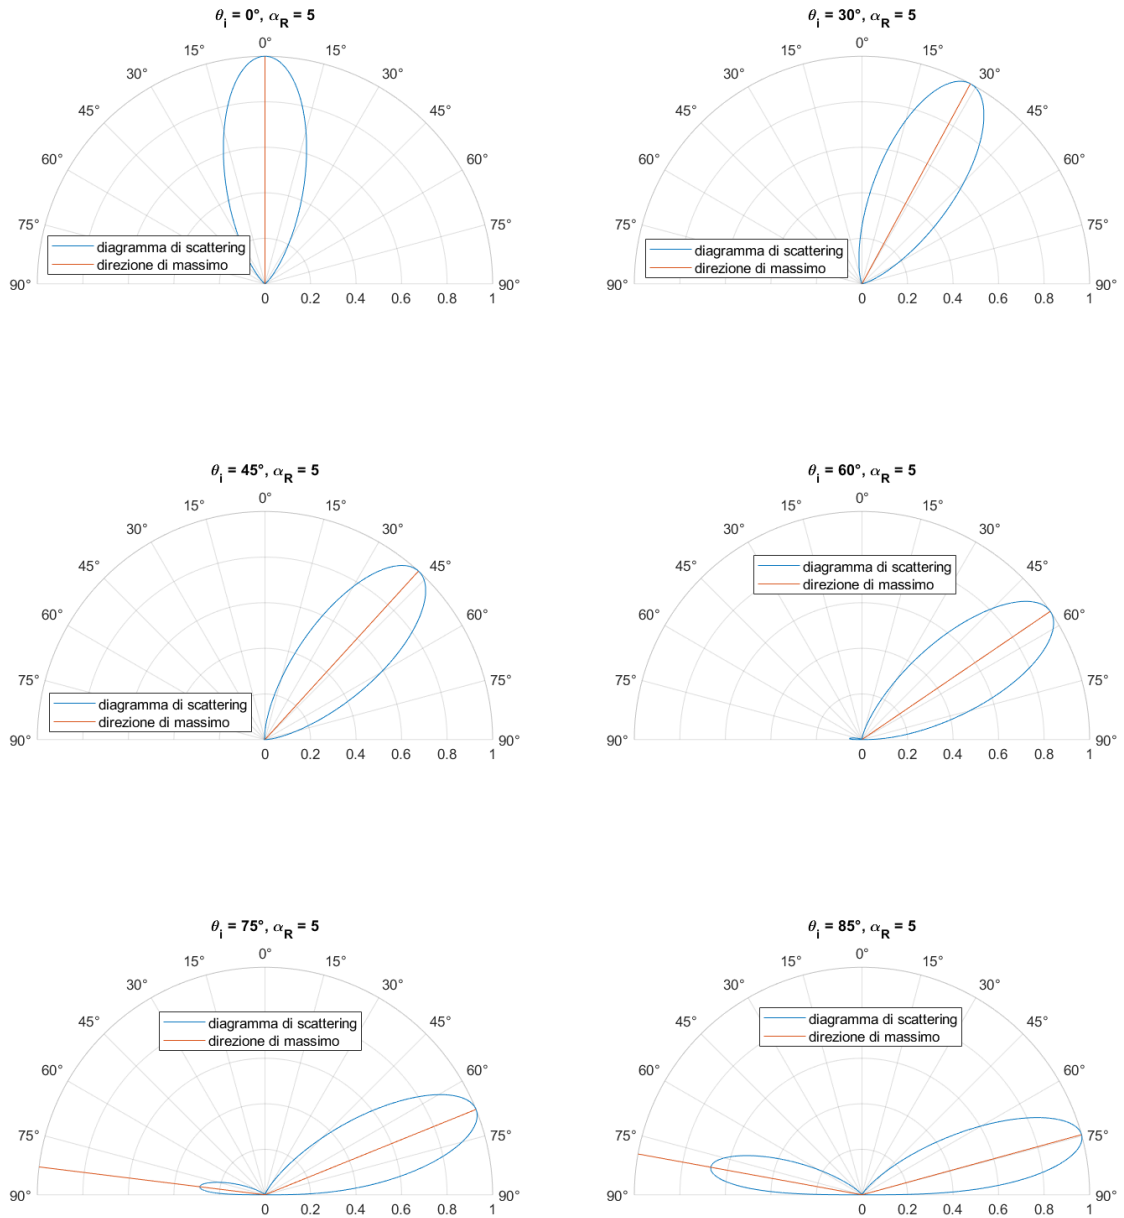 θi = 0°, αR = 5
0°
15° 15°
30° 30°
45° 45°
60° 60°
75° 75°
diagramma di scattering
direzione di massimo
90° 90°
0 0.2 0.4 0.6 0.8 1
θi = 30°, αR = 5
0°
15° 15°
30° 30°
45° 45°
60° 60°
75° 75°
diagramma di scattering
direzione di massimo
90° 90°
0 0.2 0.4 0.6 0.8 1
θi = 45°, αR = 5
0°
15° 15°
30° 30°
45° 45°
60° 60°
75° 75°
diagramma di scattering
direzione di massimo
90° 90°
0 0.2 0.4 0.6 0.8 1
θi = 60°, αR = 5
0°
15° 15°
30° 30°
diagramma di scattering
45° 45°
direzione di massimo
60° 60°
75° 75°
90° 90°
0 0.2 0.4 0.6 0.8 1
θi = 75°, αR = 5
0°
15° 15°
30° 30°
45° 45°
diagramma di scattering
direzione di massimo
60° 60°
75° 75°
90° 90°
0 0.2 0.4 0.6 0.8 1
θi = 85°, αR = 5
0°
15° 15°
30° 30°
45° 45°
diagramma di scattering
direzione di massimo
60° 60°
75° 75°
90° 90°
0 0.2 0.4 0.6 0.8 1